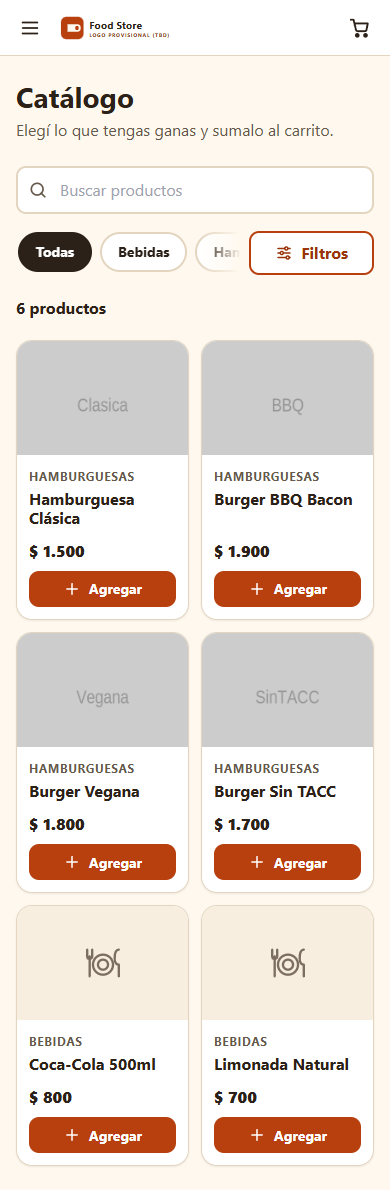 Food Store
LOGO PROVISIONAL (TBD)
Catálogo
Elegí lo que tengas ganas y sumalo al carrito.
Buscar productos
Todas
Bebidas
Ham
Filtros
6 productos
Clasica
BBQ
HAMBURGUESAS
Hamburguesa
Clásica
$ 1.500
Agregar
HAMBURGUESAS
Burger BBQ Bacon
$ 1.900
Agregar
Vegana
SinTACC
HAMBURGUESAS
Burger Vegana
$ 1.800
Agregar
HAMBURGUESAS
Burger Sin TACC
$ 1.700
Agregar
BEBIDAS
Coca-Cola 500ml
$ 800
Agregar
BEBIDAS
Limonada Natural
$ 700
Agregar